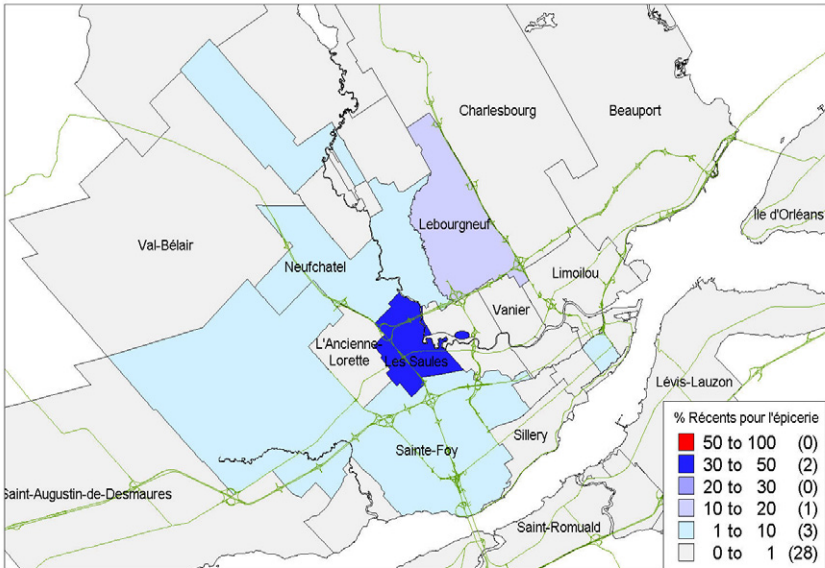 Charlesbourg
Beauport
Île d'Orléans
Lebourgneuf
Val-Bélair
Neufchatel
Limoilou
Vanier
L'Ancienne-
Lorette
Les Saules
Lévis-Lauzon
Sillery
Sainte-Foy
Saint-Augustin-de-Desmaures
Saint-Romuald
% Récents pour l'épicerie
50 to 100 (0)
30 to 50 (2)
20 to 30 (0)
10 to 20 (1)
1 to 10 (3)
0 to 1 (28)